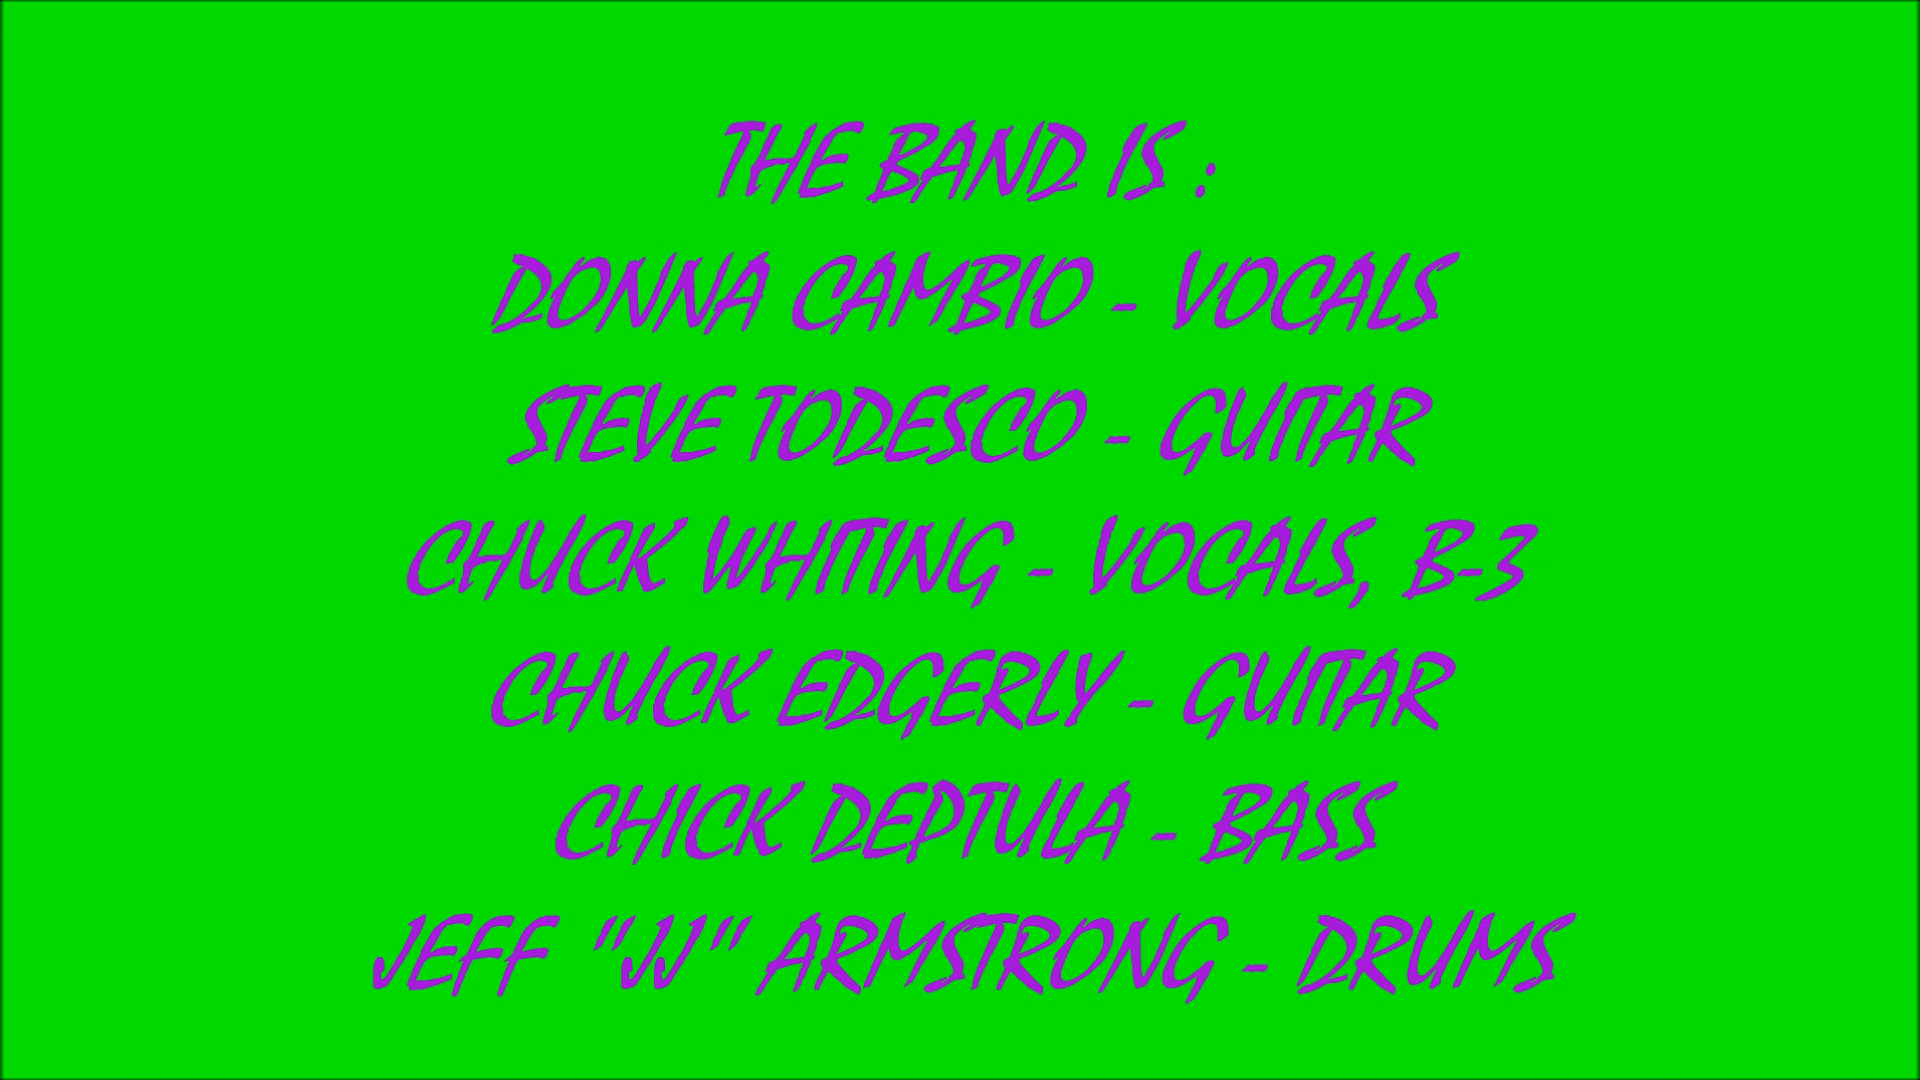 THE BAND IS :
DONNA CAMBIO - VOCALS
STEVE TODESCO - GUITAR
CHUCK WHITING - VOCALS, B-3
CHUCK EDGERLY - GUITAR
CHICK DEPTULA - BASS
JEFF "JJ" ARMSTRONG - DRUMS